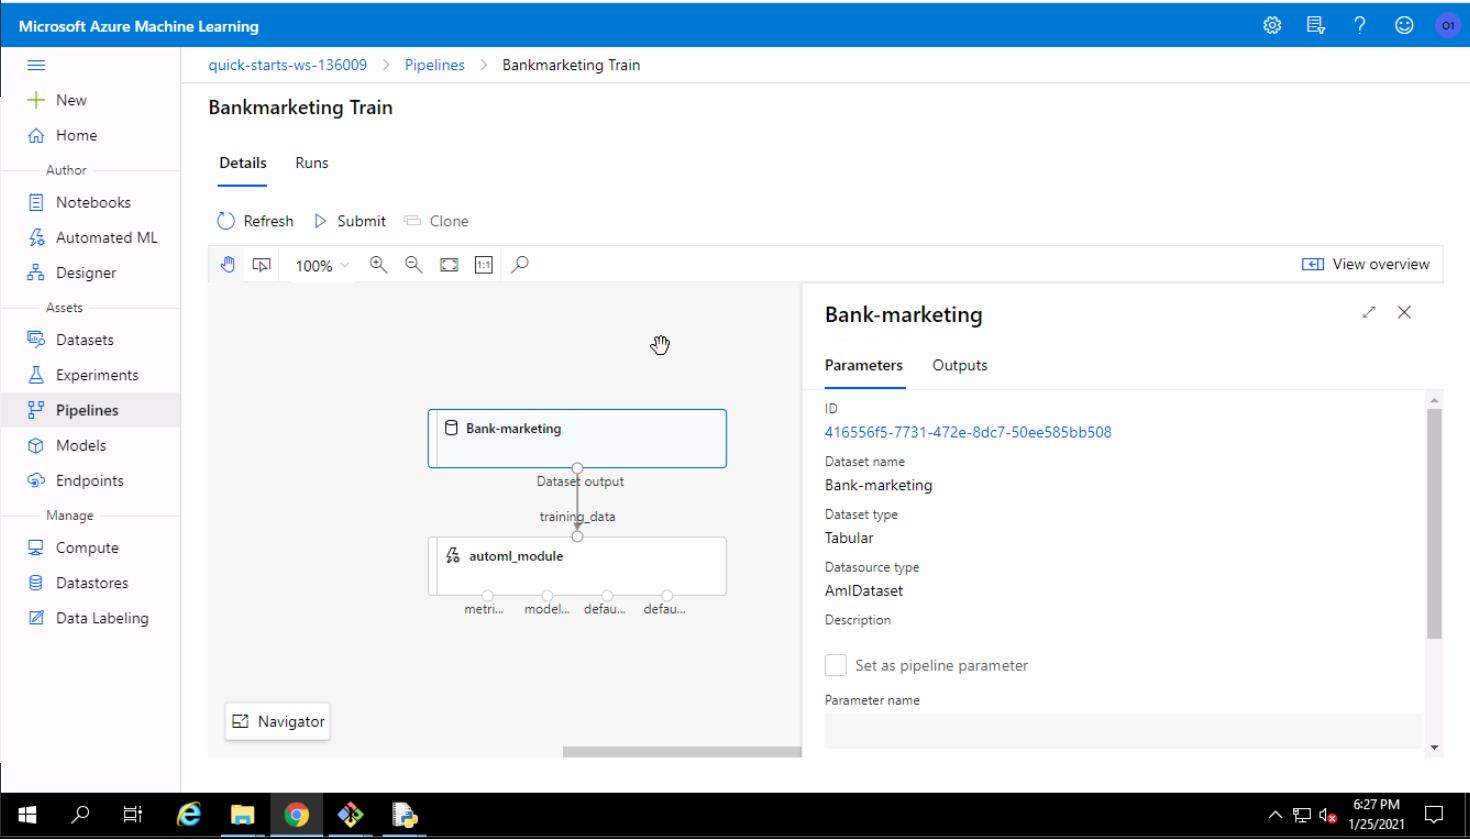 Microsoft Azure Machine Learning
O1
quick-starts-ws-136009 > Pipelines > Bankmarketing Train
New
Home
Author
Notebooks
Automated ML
Designer
Assets
Datasets
Experiments
Pipelines
Models
Endpoints
Manage
Compute
Datastores
Data Labeling
Bankmarketing Train
Details Runs
Refresh Submit Clone
100% 1:1 View overview
Bank-marketing
Dataset output
training_data
automl_module
metri... model... defau... defau...
Navigator
Bank-marketing
Parameters Outputs
ID
416556f5-7731-472e-8dc7-50ee585bb508
Dataset name
Bank-marketing
Dataset type
Tabular
Datasource type
AmlDataset
Description
Set as pipeline parameter
Parameter name
6:27 PM
1/25/2021